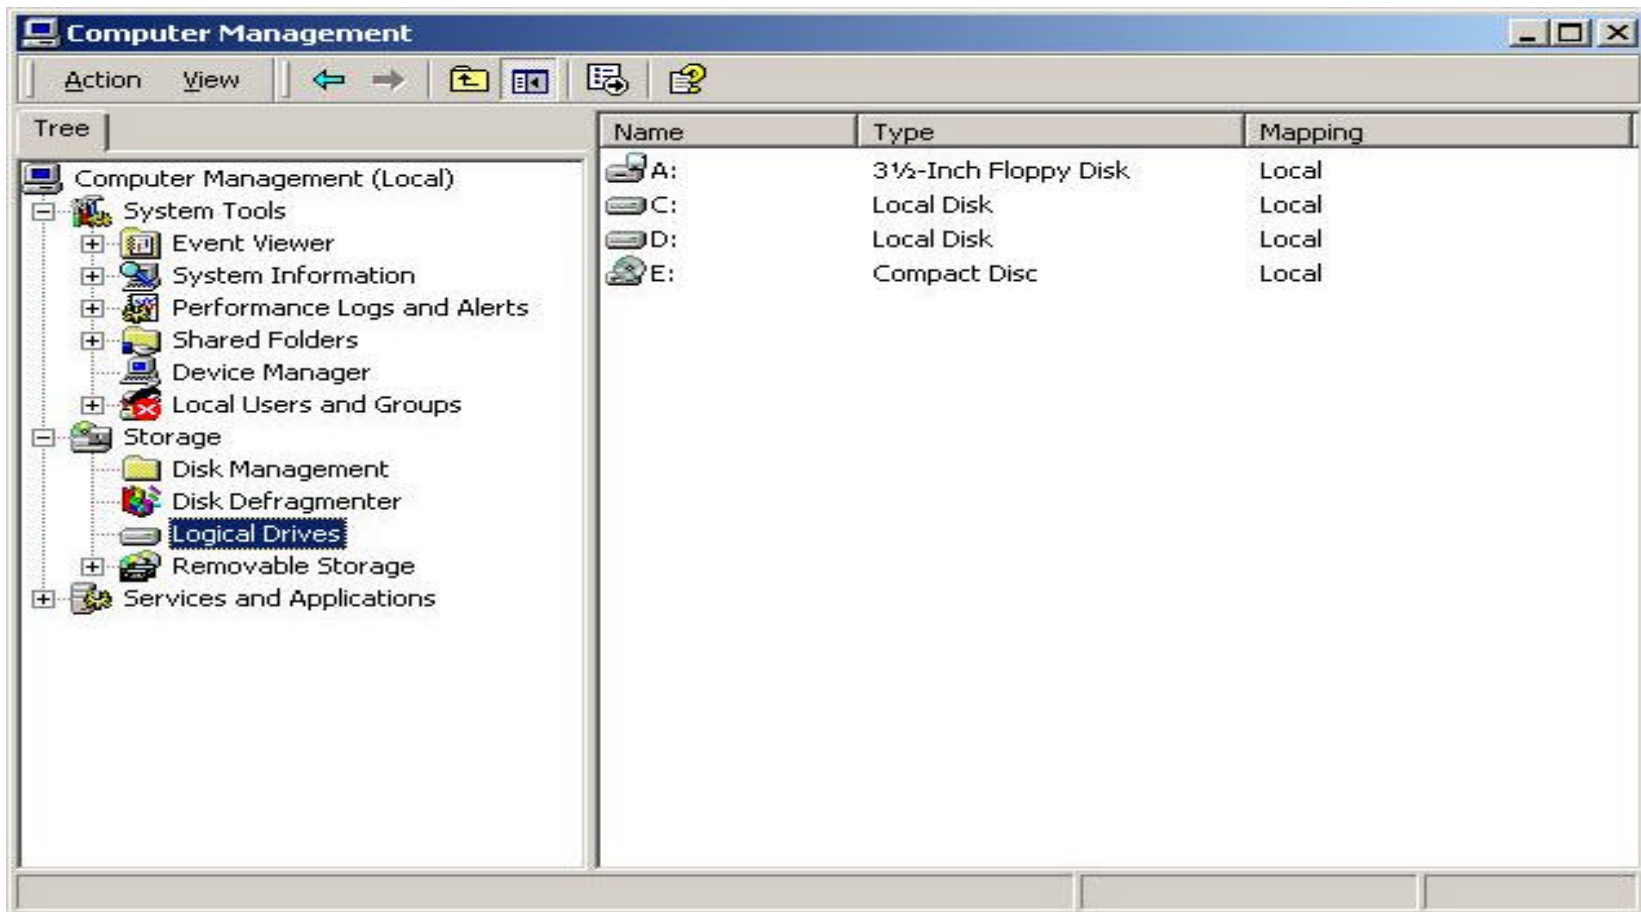 Computer Management
Action View
Tree
Computer Management (Local)
System Tools
Event Viewer
System Information
Performance Logs and Alerts
Shared Folders
Device Manager
Local Users and Groups
Storage
Disk Management
Disk Defragmenter
Logical Drives
Removable Storage
Services and Applications
Name Type Mapping
A: 3½-Inch Floppy Disk Local
C: Local Disk Local
D: Local Disk Local
E: Compact Disc Local